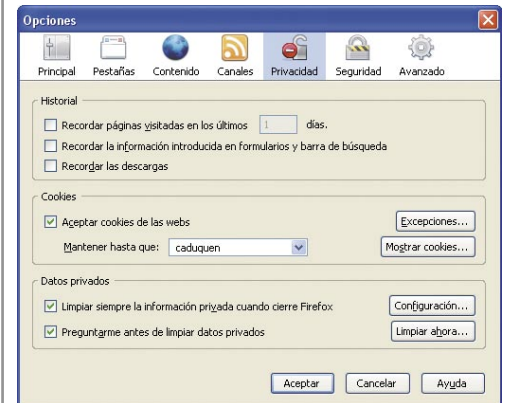 Opciones
Principal Pestañas Contenido Canales Privacidad Seguridad Avanzado
Historial
Recordar páginas visitadas en los últimos 1 días.
Recordar la información introducida en formularios y barra de búsqueda
Recordar las descargas
Cookies
Aceptar cookies de las webs Excepciones...
Mantener hasta que: caduquen Mostrar cookies...
Datos privados
Limpiar siempre la información privada cuando cierre Firefox Configuración...
Preguntarme antes de limpiar datos privados Limpiar ahora...
Aceptar Cancelar Ayuda